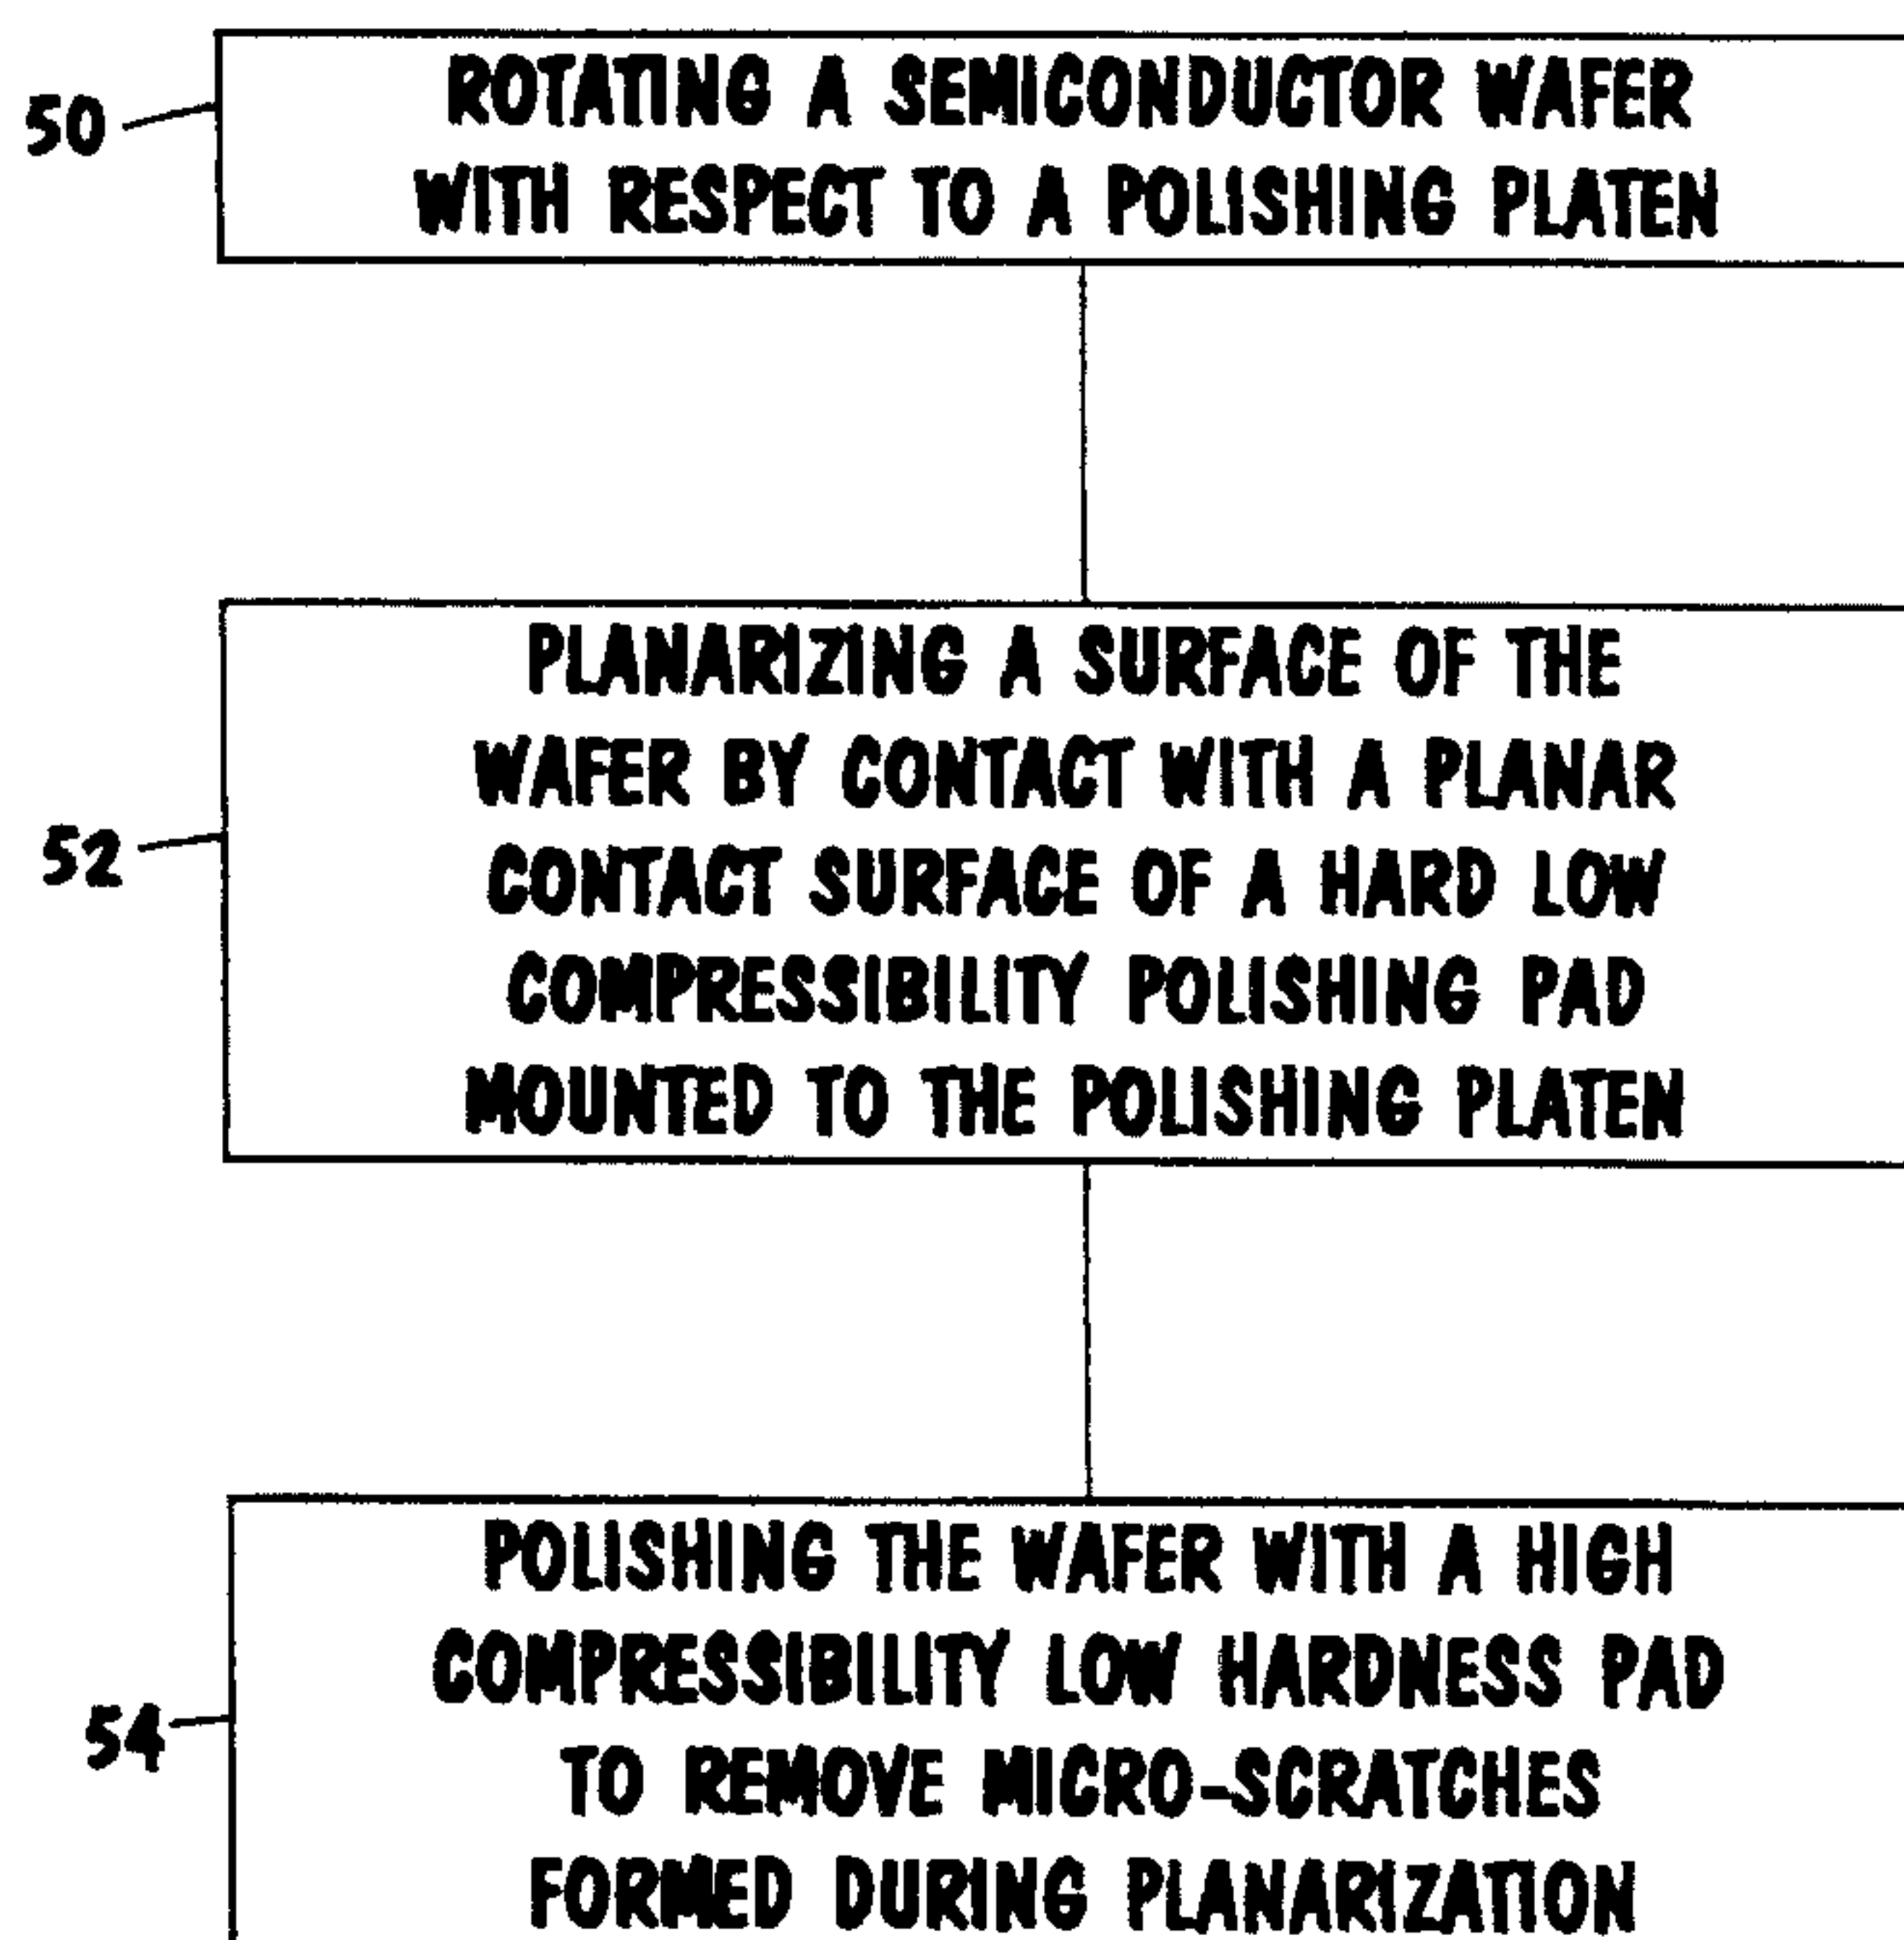 50
ROTATING A SEMICONDUCTOR WAFER
WITH RESPECT TO A POLISHING PLATEN
52
PLANARIZING A SURFACE OF THE
WAFER BY CONTACT WITH A PLANAR
CONTACT SURFACE OF A HARD LOW
COMPRESSIBILITY POLISHING PAD
MOUNTED TO THE POLISHING PLATEN
54
POLISHING THE WAFER WITH A HIGH
COMPRESSIBILITY LOW HARDNESS PAD
TO REMOVE MICRO-SCRATCHES
FORMED DURING PLANARIZATION